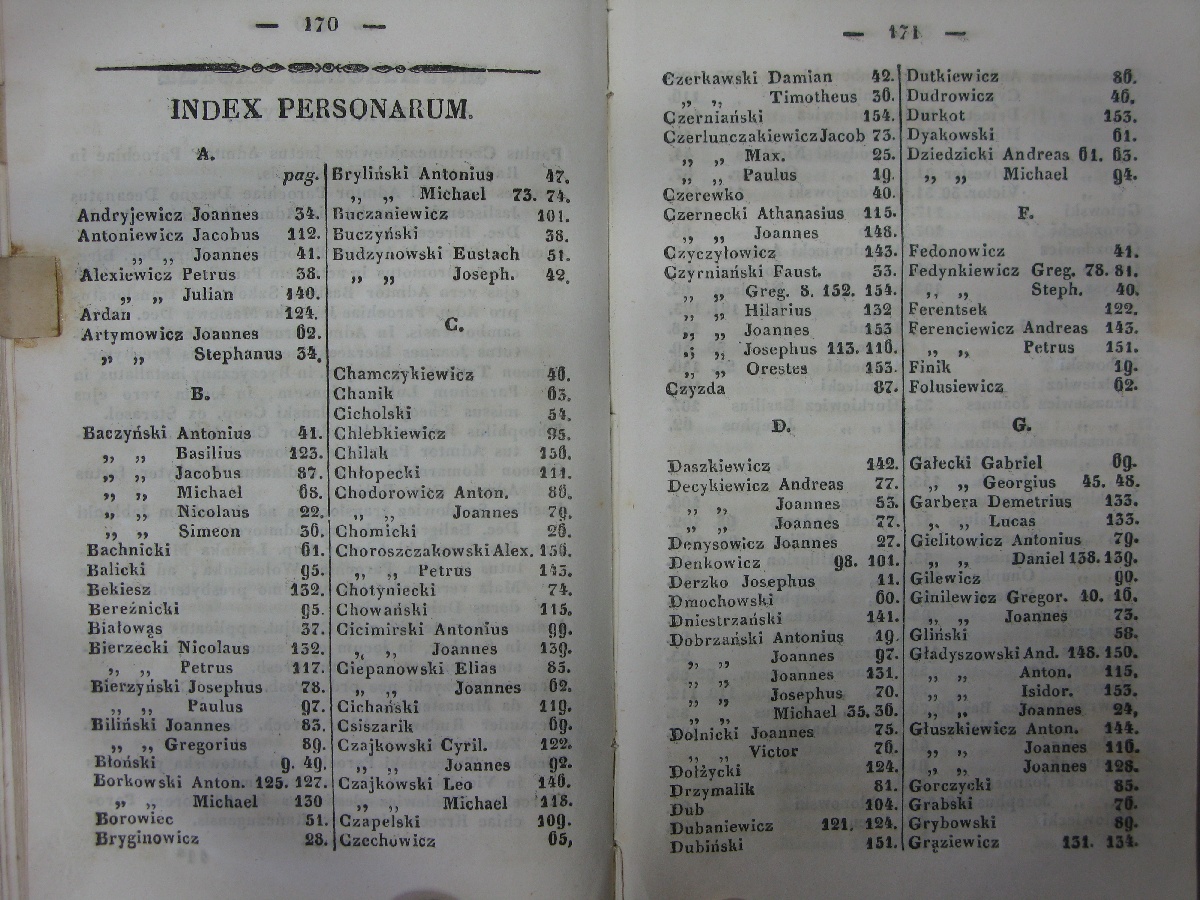 — 170 —
INDEX PERSONARUM.
A.
pag.
Andryjewicz Joannes 34.
Antoniewicz Jacobus 112.
„ „ Joannes 41.
Alexiewicz Petrus 38.
„ „ Julian 140.
Ardan 124.
Artymowicz Joannes 62.
„ „ Stephanus 34.
B.
Baczyński Antonius 41.
„ „ Basilius 123.
„ „ Jacobus 87.
„ „ Michael 68.
„ „ Nicolaus 22.
„ „ Simeon 36.
Bachnicki 61.
Balicki 95.
Bekiesz 132.
Bereźnicki 95.
Białowąs 37.
Bierzecki Nicolaus 132.
„ „ Petrus 117.
Bierzyński Josephus 78.
„ „ Paulus 97.
Biliński Joannes 83.
„ „ Gregorius 89.
Błoński 9. 49.
Borkowski Anton. 125. 127.
„ „ Michael 130
Borowiec 51.
Bryginowicz 28.
Bryliński Antonius 47.
„ „ Michael 73. 74.
Buczaniewicz 101.
Buczyński 38.
Budzynowski Eustach 51.
„ „ Joseph. 42.
C.
Chamczykiewicz 46.
Chanik 63.
Cicholski 54.
Chlebkiewicz 95.
Chilak 156.
Chłopecki 111.
Chodorowicz Anton. 86.
„ „ Joannes 79.
Chomicki 26.
Choroszczakowski Alex. 156.
„ „ Petrus 143.
Chotyniecki 74.
Chowański 115.
Cicimirski Antonius 99.
„ „ Joannes 139.
Ciepanowski Elias 85.
„ „ Joannes 62.
Cichański 119.
Csiszarik 69.
Czajkowski Cyril. 122.
„ „ Joannes 92.
Czajkowski Leo 146.
„ „ Michael 118.
Czapelski 109.
Czechowicz 65,
— 171 —
Czerkawski Damian 42.
„ „ Timotheus 36.
Czerniański 154.
Czerlunczakiewicz Jacob 73.
„ „ Max. 25.
„ „ Paulus 19.
Czerewko 40.
Czernecki Athanasius 115.
„ „ Joannes 148.
Czyczyłowicz 143.
Czyrniański Faust. 33.
„ „ Greg. 8. 152. 154.
„ „ Hilarius 132
„ „ Joannes 153
„ „ Josephus 113. 116.
„ „ Orestes 153.
Czyzda 87.
D.
Daszkiewicz 142.
Decykiewicz Andreas 77.
„ „ Joannes 53.
„ „ Joannes 77.
Denysowicz Joannes 27.
Denkowicz 98. 101.
Derzko Josephus 11.
Dmochowski 60.
Dniestrzański 141.
Dobrzański Antonius 19.
„ „ Joannes 97.
„ „ Joannes 131.
„ „ Josephus 70.
„ „ Michael 35. 36.
Dolnicki Joannes 75.
„ „ Victor 76.
Dołżycki 124.
Drzymalik 81.
Dub 104.
Dubaniewicz 121. 124.
Dubiński 151.
Dutkiewicz 86.
Dudrowicz 46.
Durkot 153.
Dyakowski 61.
Dziedzicki Andreas 61. 63.
„ „ Michael 94.
F.
Fedonowicz 41.
Fedynkiewicz Greg. 78. 81.
„ „ Steph. 40.
Ferentsek 122.
Ferenciewicz Andreas 143.
„ „ Petrus 151.
Finik 19.
Folusiewicz 62.
G.
Gałecki Gabriel 69.
„ „ Georgius 45. 48.
Garbera Demetrius 133.
„ „ Lucas 133.
Gielitowicz Antonius 79.
„ „ Daniel 138. 139.
Gilewicz 90.
Ginilewicz Gregor. 10. 16.
„ „ Joannes 73.
Gliński 58.
Gładyszowski And. 148. 150.
„ „ Anton. 115.
„ „ Isidor. 153.
„ „ Joannes 24,
Głuszkiewicz Anton. 144.
„ „ Joannes 116.
„ „ Joannes 128.
Gorczycki 85.
Grabski 76.
Grybowski 89.
Grąziewicz 131. 134.